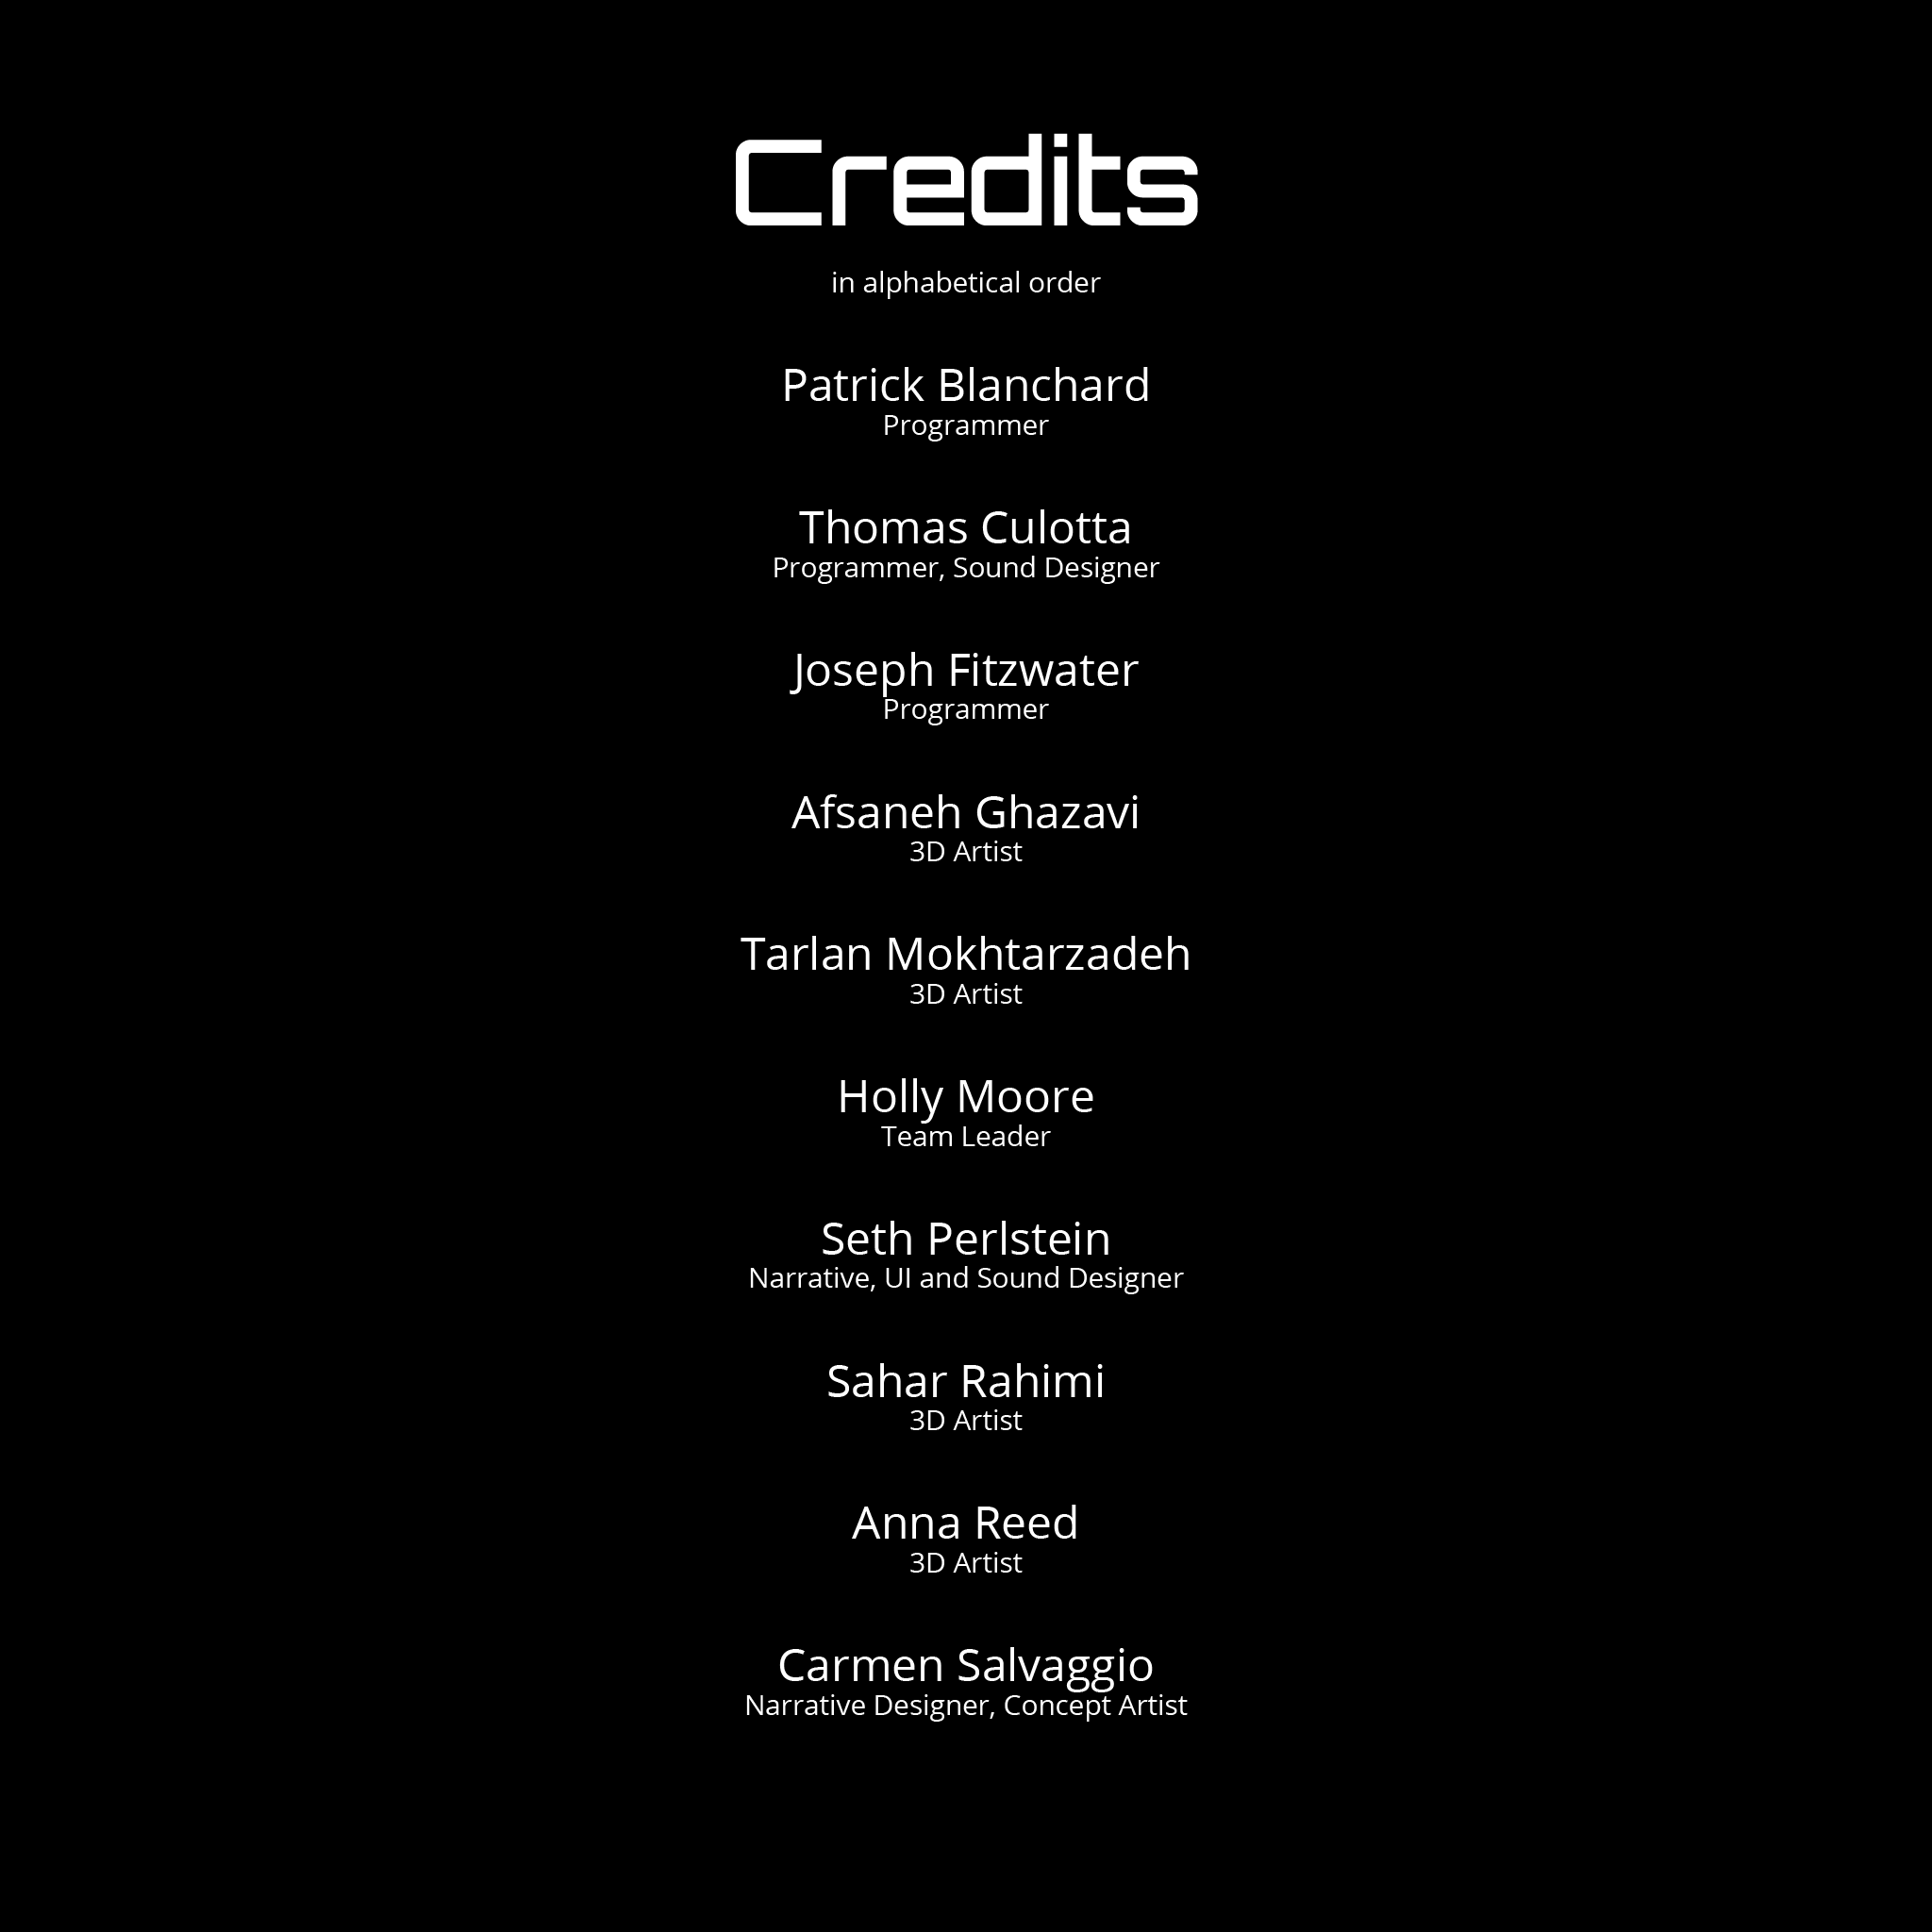 Credits
in alphabetical order
Patrick Blanchard
Programmer
Thomas Culotta
Programmer, Sound Designer
Joseph Fitzwater
Programmer
Afsaneh Ghazavi
3D Artist
Tarlan Mokhtarzadeh
3D Artist
Holly Moore
Team Leader
Seth Perlstein
Narrative, UI and Sound Designer
Sahar Rahimi
3D Artist
Anna Reed
3D Artist
Carmen Salvaggio
Narrative Designer, Concept Artist